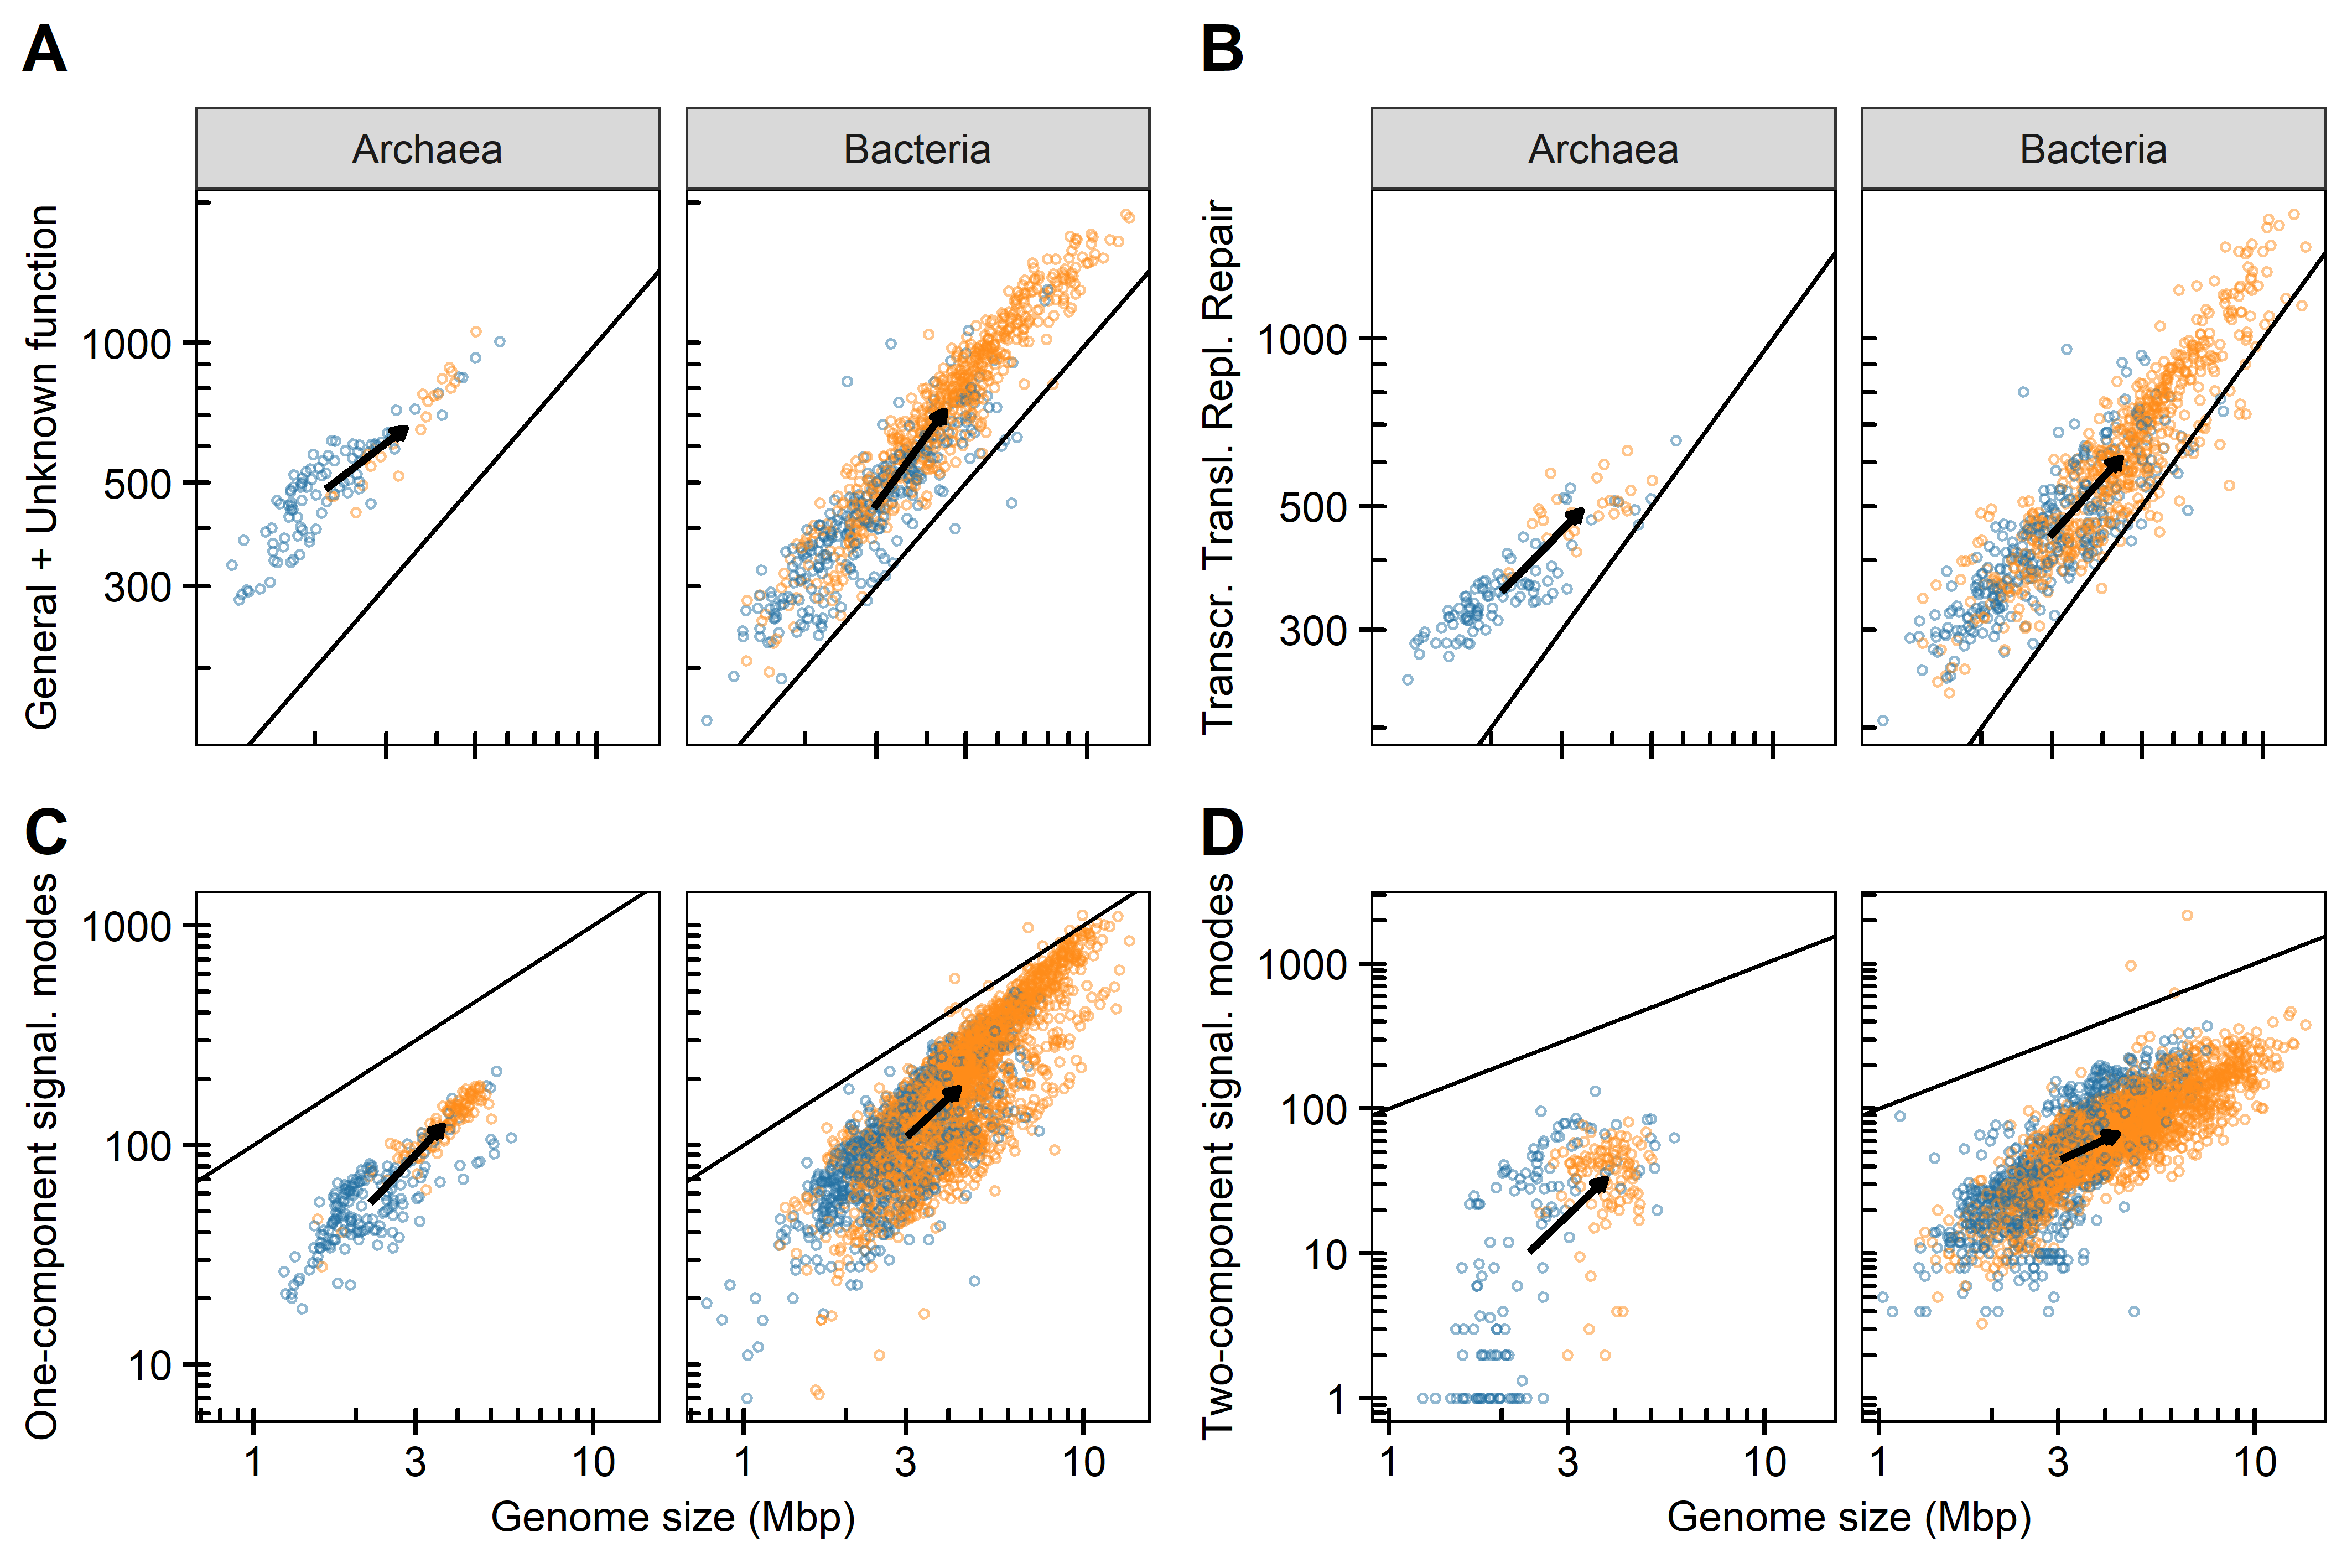 A
B
Archaea
Bacteria
Archaea
Bacteria
General + Unknown function
1000
500
300
Transcr. Transl. Repl. Repair
1000
500
300
C
D
One-component signal. modes
1000
100
10
Two-component signal. modes
1000
100
10
1
1
3
10
1
3
10
1
3
10
1
3
10
Genome size (Mbp)
Genome size (Mbp)